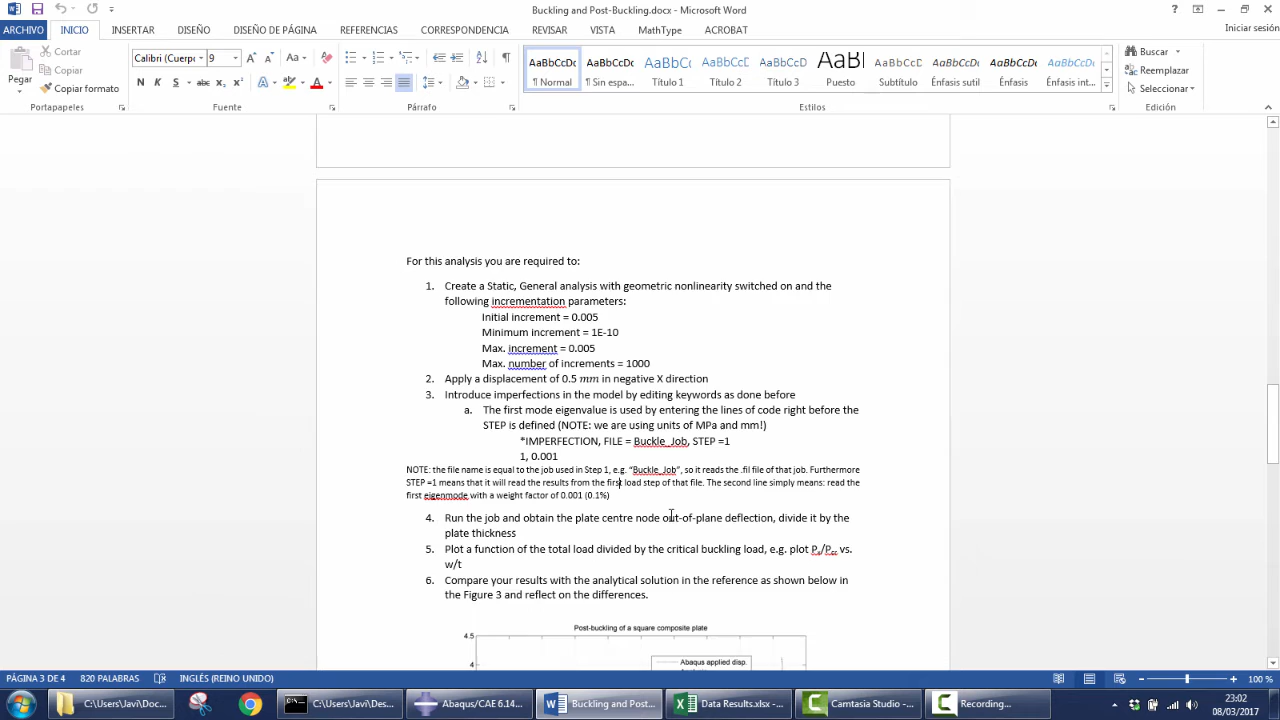 Buckling and Post-Buckling.docx - Microsoft Word
ARCHIVO INICIO INSERTAR DISEÑO DISEÑO DE PÁGINA REFERENCIAS CORRESPONDENCIA REVISAR VISTA MathType ACROBAT Iniciar sesión
Pegar
Cortar
Copiar
Copiar formato
Calibri (Cuerp 9
N K S abc x₂ x²
AaBbCcDc AaBbCcDc AaBbCc AaBbCcD AaBbCcD AaB AaBbCcD AaBbCcDc AaBbCcDc AaBbCcDc
¶ Normal ¶ Sin espa... Título 1 Título 2 Título 3 Puesto Subtítulo Énfasis sutil Énfasis Énfasis int...
Buscar
Reemplazar
Seleccionar
Portapapeles Fuente Párrafo Estilos Edición
For this analysis you are required to:
1. Create a Static, General analysis with geometric nonlinearity switched on and the
following incrementation parameters:
Initial increment = 0.005
Minimum increment = 1E-10
Max. increment = 0.005
Max. number of increments = 1000
2. Apply a displacement of 0.5 mm in negative X direction
3. Introduce imperfections in the model by editing keywords as done before
a. The first mode eigenvalue is used by entering the lines of code right before the
STEP is defined (NOTE: we are using units of MPa and mm!)
*IMPERFECTION, FILE = Buckle_Job, STEP =1
1, 0.001
NOTE: the file name is equal to the job used in Step 1, e.g. “Buckle_Job”, so it reads the .fil file of that job. Furthermore
STEP =1 means that it will read the results from the first load step of that file. The second line simply means: read the
first eigenmode with a weight factor of 0.001 (0.1%)
4. Run the job and obtain the plate centre node out-of-plane deflection, divide it by the
plate thickness
5. Plot a function of the total load divided by the critical buckling load, e.g. plot Pₓ/P꜀ᵣ vs.
w/t
6. Compare your results with the analytical solution in the reference as shown below in
the Figure 3 and reflect on the differences.
Post-buckling of a square composite plate
4.5
4
Abaqus applied disp.
PÁGINA 3 DE 4 820 PALABRAS INGLÉS (REINO UNIDO) 100 %
C:\Users\Javi\Doc... C:\Users\Javi\Des... Abaqus/CAE 6.14... Buckling and Post... Data Results.xlsx -... Camtasia Studio -... Recording...
23:02
08/03/2017